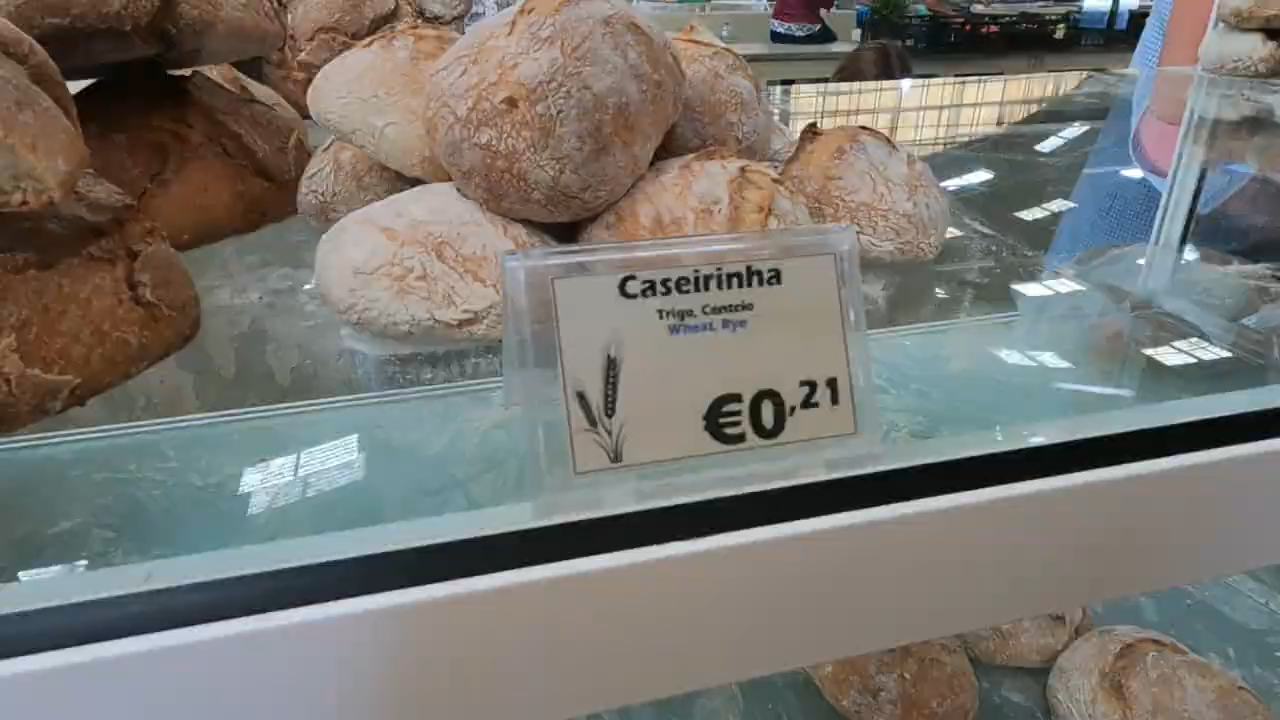 Caseirinha
Trigo, Centeio
Wheat, Rye
€0,21